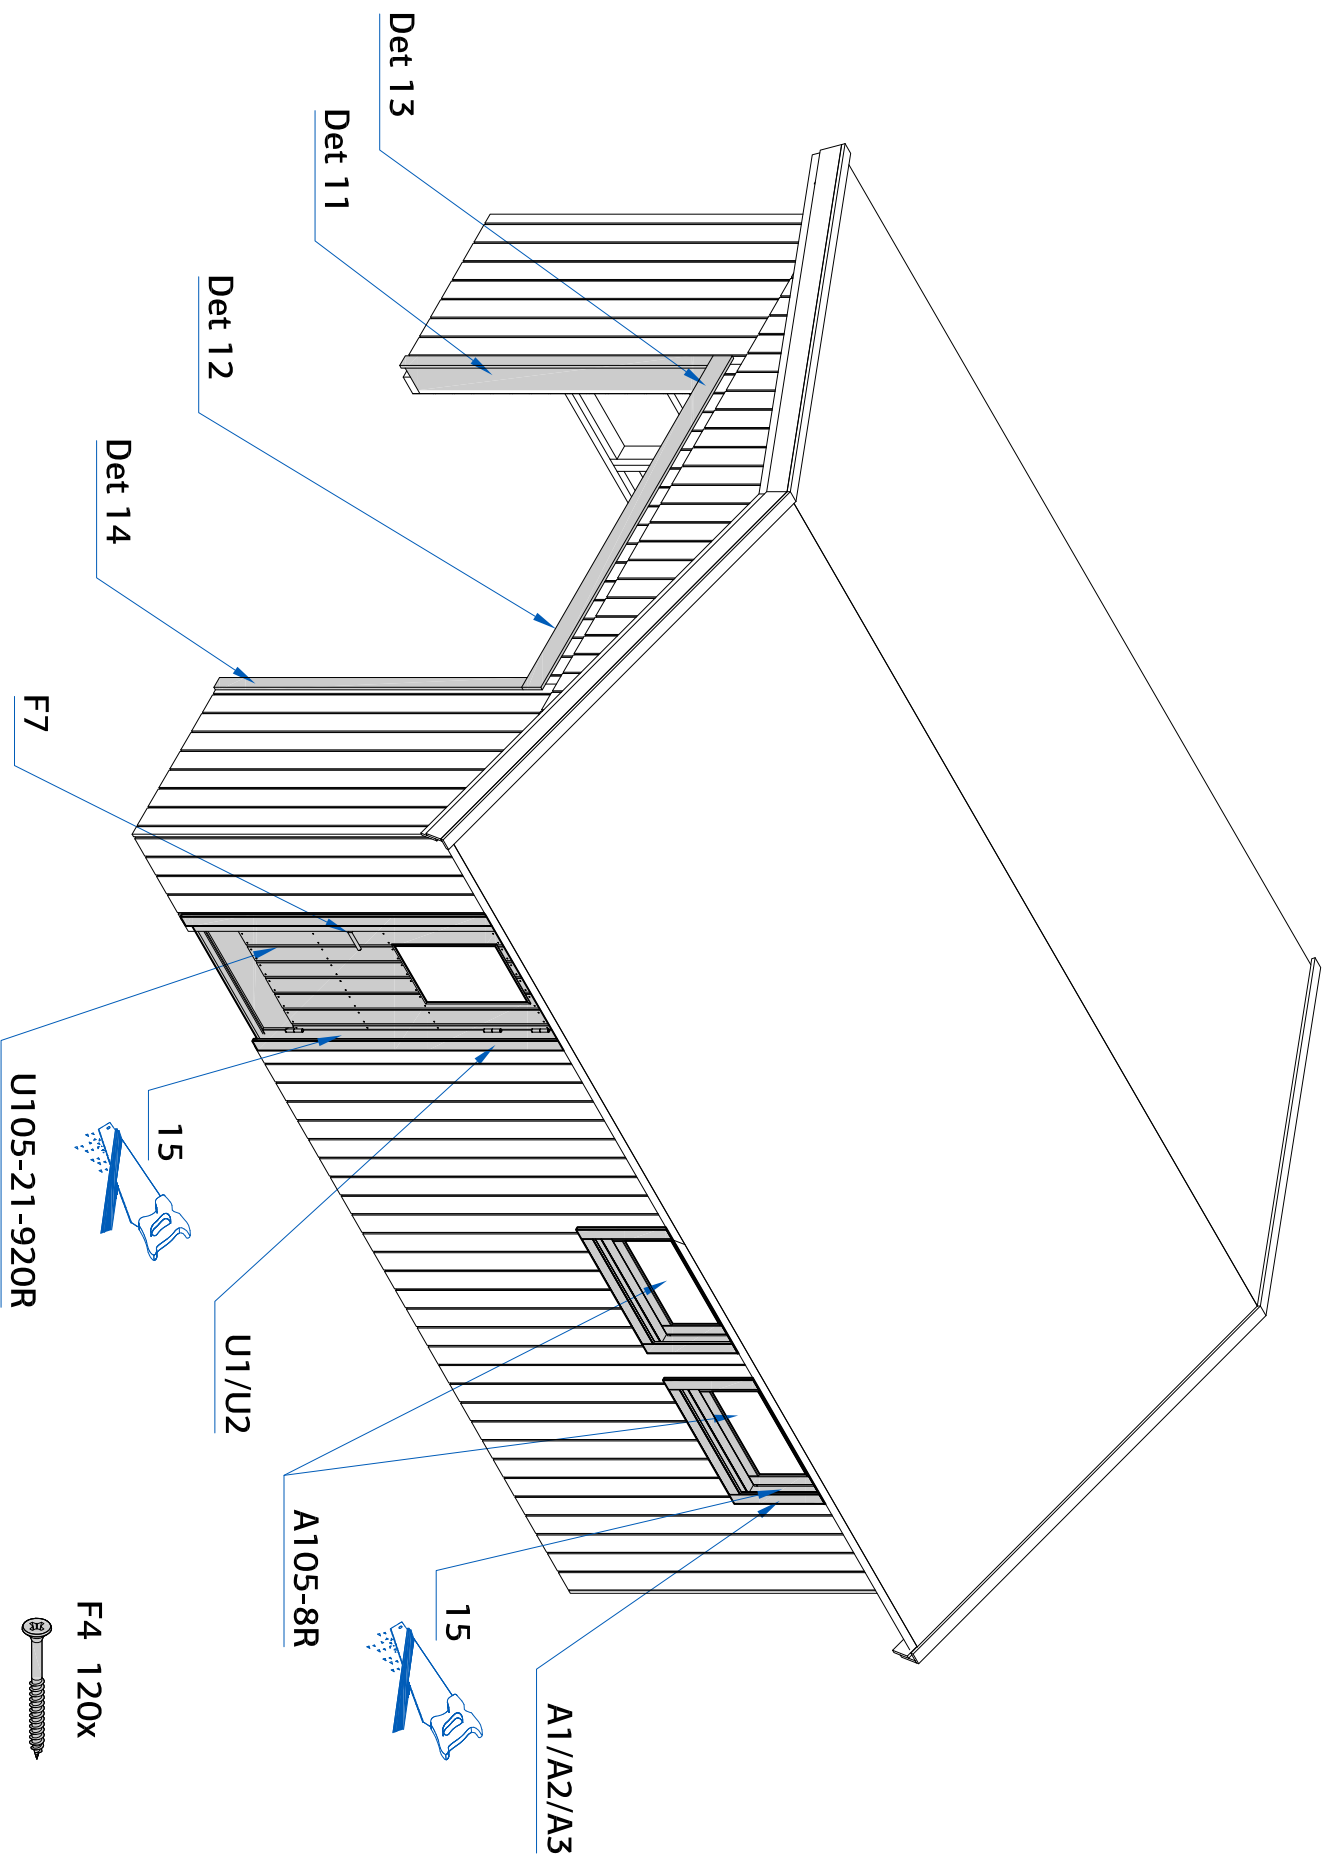 Det 13
Det 11
Det 12
Det 14
F7
U105-21-920R
15
U1/U2
A105-8R
15
A1/A2/A3
F4 120x